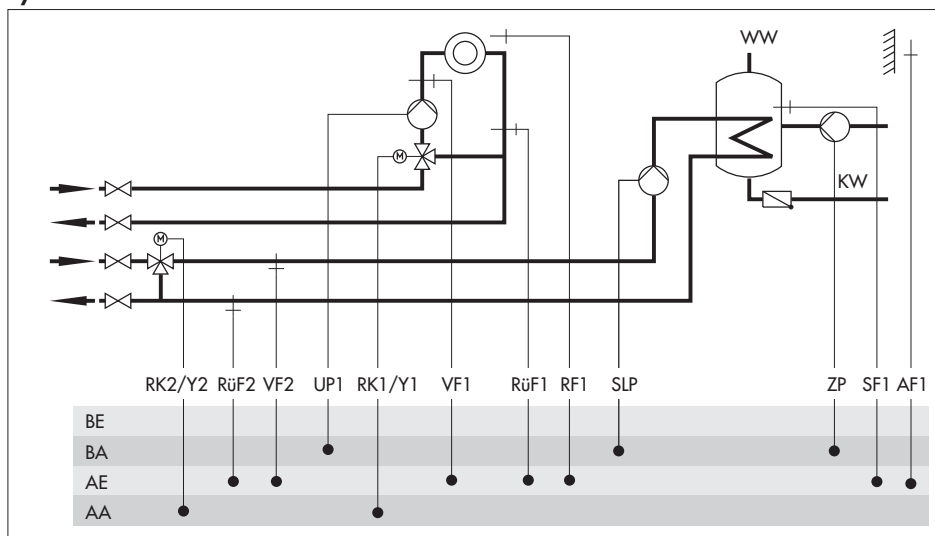 WW
M
KW
M
RK2/Y2 RüF2 VF2 UP1 RK1/Y1 VF1 RüF1 RF1 SLP ZP SF1 AF1
BE
BA
AE
AA